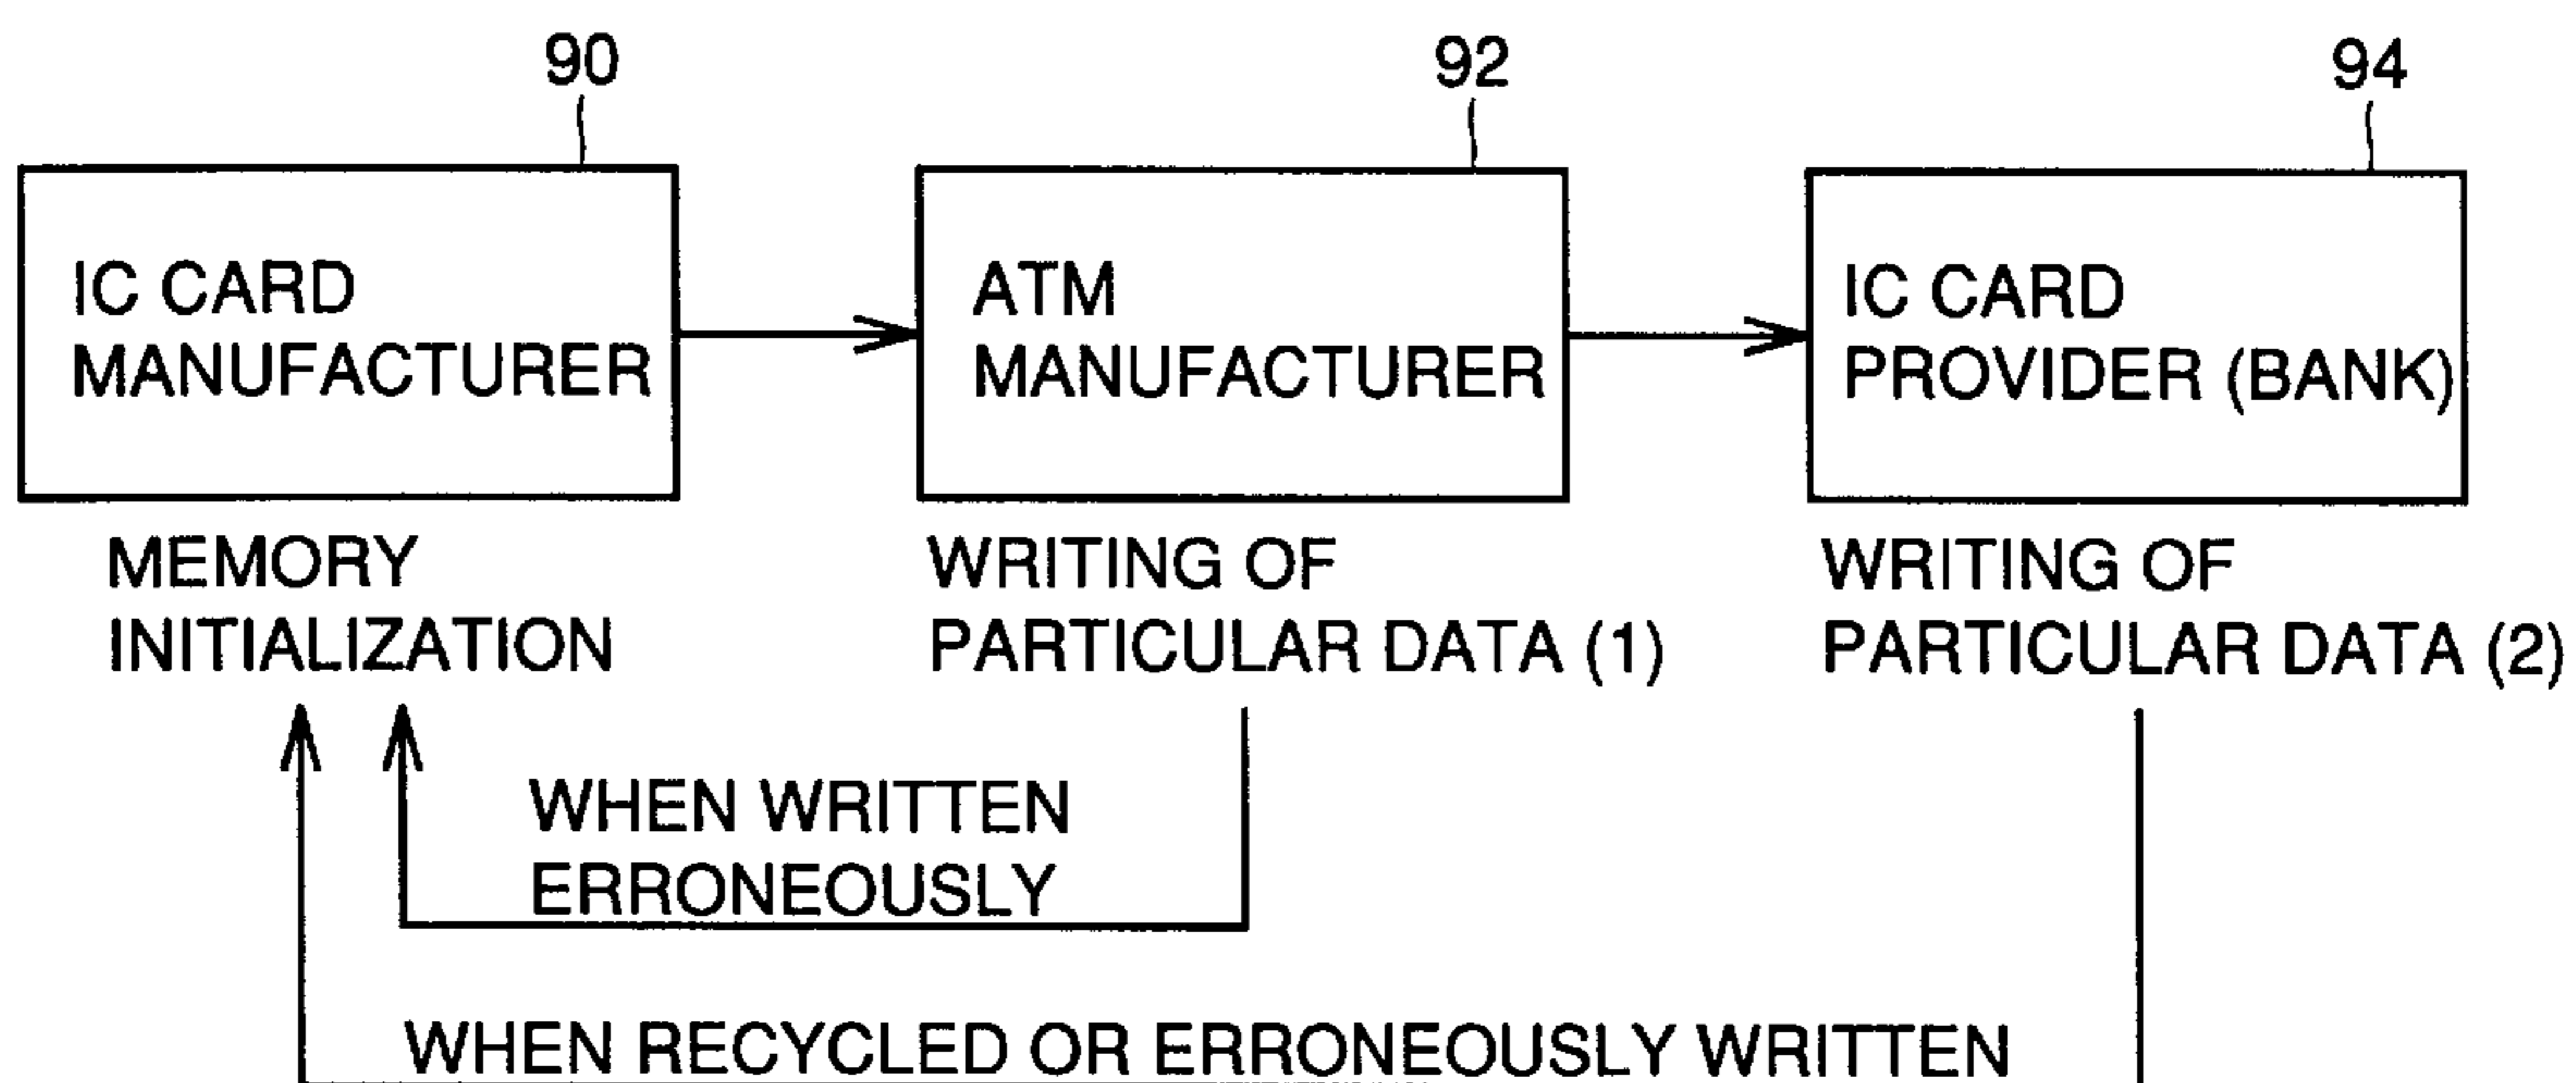 90
92
94
IC CARD
MANUFACTURER
ATM
MANUFACTURER
IC CARD
PROVIDER (BANK)
MEMORY
INITIALIZATION
WRITING OF
PARTICULAR DATA (1)
WRITING OF
PARTICULAR DATA (2)
WHEN WRITTEN
ERRONEOUSLY
WHEN RECYCLED OR ERRONEOUSLY WRITTEN